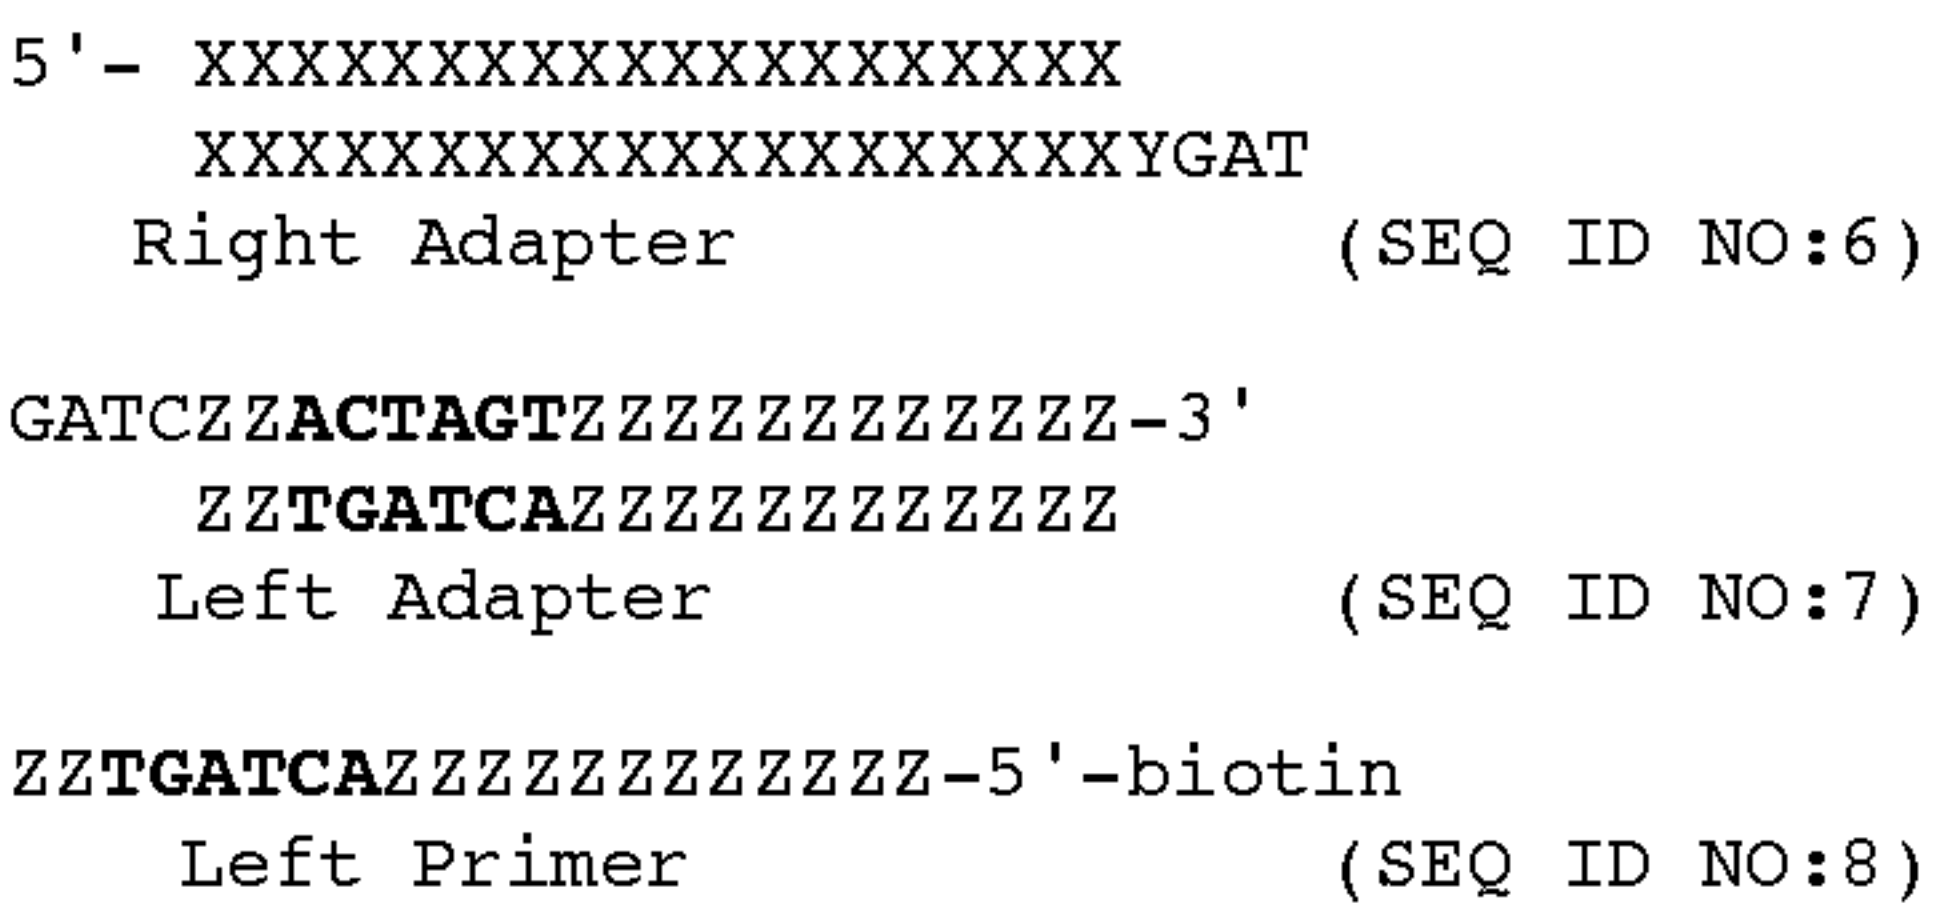 5'- XXXXXXXXXXXXXXXXXXXX
XXXXXXXXXXXXXXXXXXXXYGAT
Right Adapter (SEQ ID NO:6)
GATCZZACTAGTZZZZZZZZZZZZ-3'
ZZTGATCAZZZZZZZZZZZZ
Left Adapter (SEQ ID NO:7)
ZZTGATCAZZZZZZZZZZZZ-5'-biotin
Left Primer (SEQ ID NO:8)